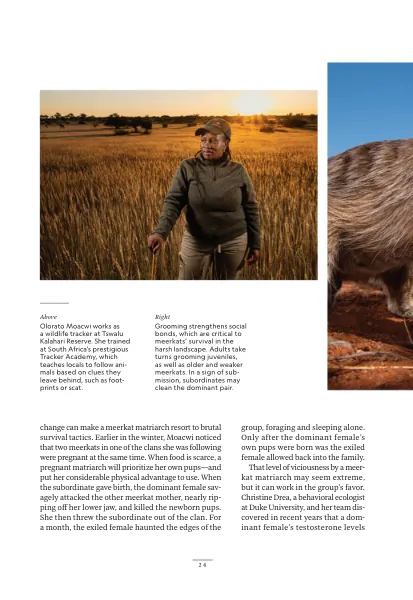 Above
Olorato Moacwi works as
a wildlife tracker at Tswalu
Kalahari Reserve. She trained
at South Africa's prestigious
Tracker Academy, which
teaches locals to follow ani-
mals based on clues they
leave behind, such as foot-
prints or scat.
Right
Grooming strengthens social
bonds, which are critical to
meerkats' survival in the
harsh landscape. Adults take
turns grooming juveniles,
as well as older and weaker
meerkats. In a sign of sub-
mission, subordinates may
clean the dominant pair.
change can make a meerkat matriarch resort to brutal
survival tactics. Earlier in the winter, Moacwi noticed
that two meerkats in one of the clans she was following
were pregnant at the same time. When food is scarce, a
pregnant matriarch will prioritize her own pups—and
put her considerable physical advantage to use. When
the subordinate gave birth, the dominant female sav-
agely attacked the other meerkat mother, nearly rip-
ping off her lower jaw, and killed the newborn pups.
She then threw the subordinate out of the clan. For
a month, the exiled female haunted the edges of the
group, foraging and sleeping alone.
Only after the dominant female's
own pups were born was the exiled
female allowed back into the family.
That level of viciousness by a meer-
kat matriarch may seem extreme,
but it can work in the group's favor.
Christine Drea, a behavioral ecologist
at Duke University, and her team dis-
covered in recent years that a dom-
inant female's testosterone levels
24